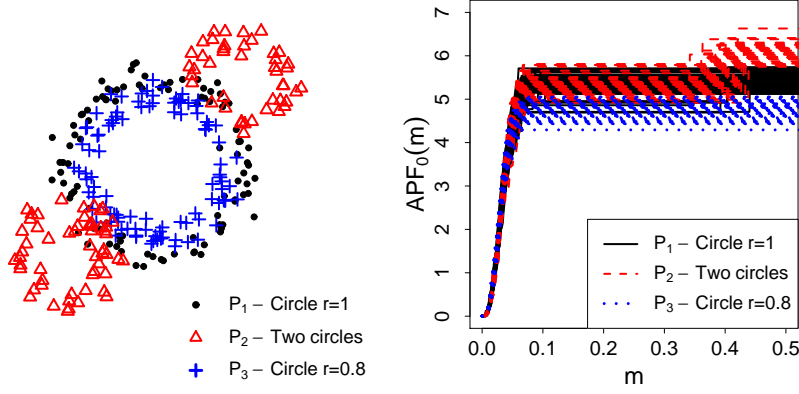 P₁ – Circle r=1
P₂ – Two circles
P₃ – Circle r=0.8
APF₀(m)
7
6
5
4
3
2
1
0
P₁ – Circle r=1
P₂ – Two circles
P₃ – Circle r=0.8
0.0 0.1 0.2 0.3 0.4 0.5
m